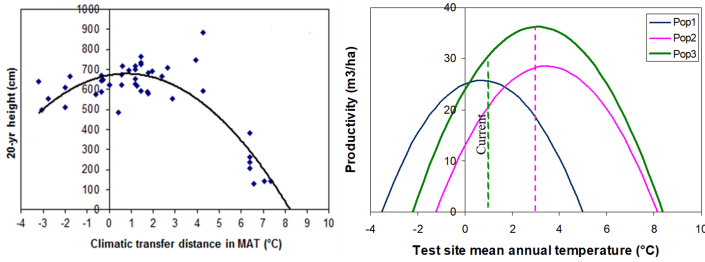 1000
900
800
700
600
500
400
300
200
100
0
20-yr height (cm)
-4 -3 -2 -1 0 1 2 3 4 5 6 7 8 9 10
Climatic transfer distance in MAT (°C)
40
30
20
10
0
Productivity (m3/ha)
Pop1
Pop2
Pop3
Current
-4 -2 0 2 4 6 8 10
Test site mean annual temperature (°C)